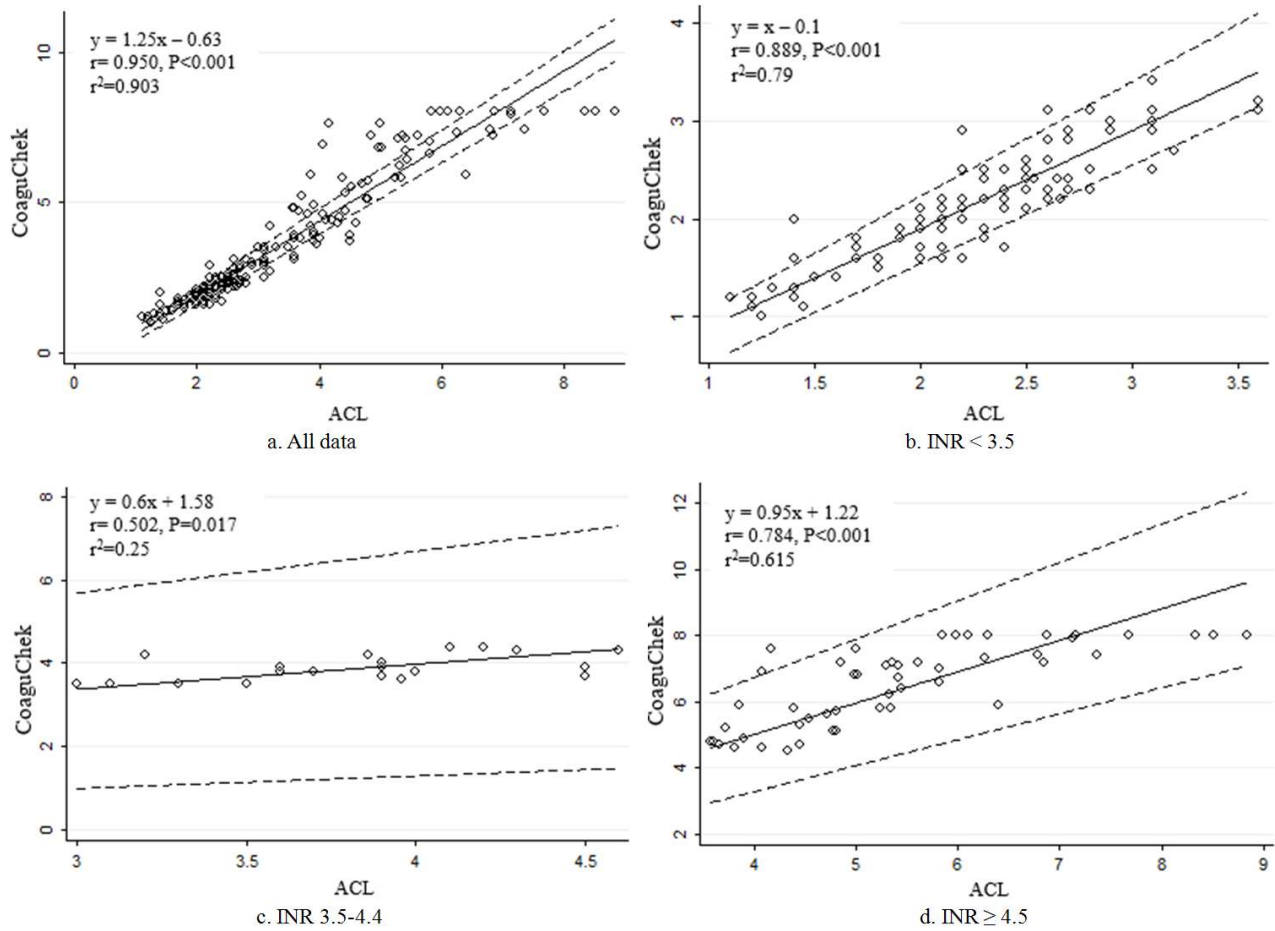 y = 1.25x – 0.63
r= 0.950, P<0.001
r²=0.903
10
5
0
CoaguChek
0 2 4 6 8
ACL
a. All data
y = x – 0.1
r= 0.889, P<0.001
r²=0.79
4
3
2
1
CoaguChek
1 1.5 2 2.5 3 3.5
ACL
b. INR < 3.5
y = 0.6x + 1.58
r= 0.502, P=0.017
r²=0.25
8
6
4
2
0
CoaguChek
3 3.5 4 4.5
ACL
c. INR 3.5-4.4
y = 0.95x + 1.22
r= 0.784, P<0.001
r²=0.615
12
10
8
6
4
2
CoaguChek
4 5 6 7 8 9
ACL
d. INR ≥ 4.5